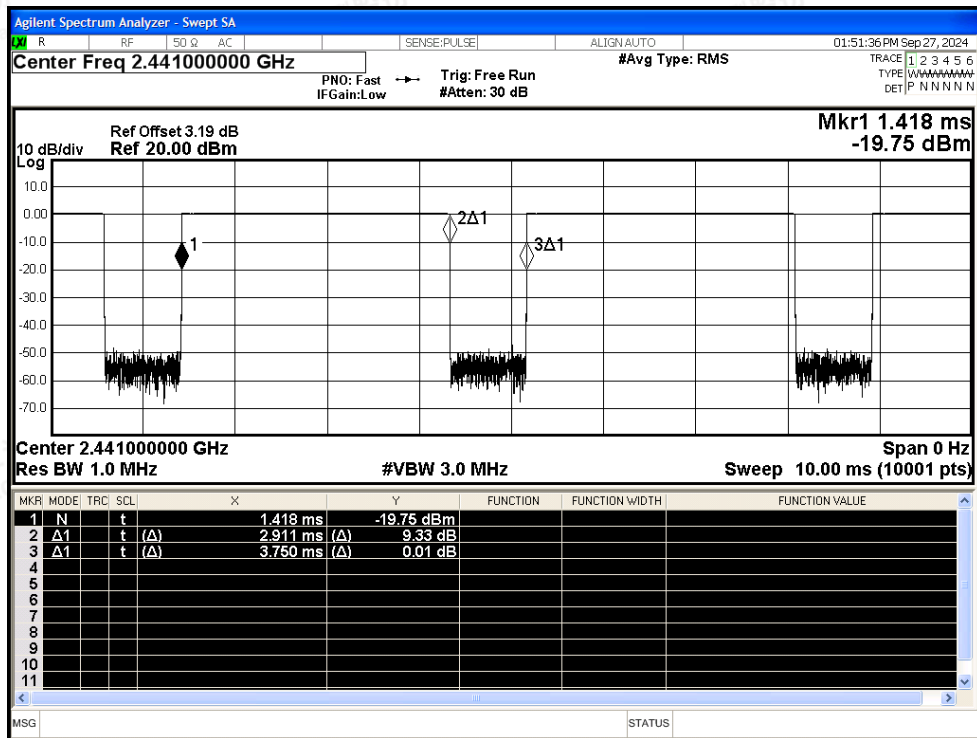 Agilent Spectrum Analyzer - Swept SA
LXI R RF 50 Ω AC SENSE:PULSE ALIGN AUTO 01:51:36 PM Sep 27, 2024
Center Freq 2.441000000 GHz #Avg Type: RMS TRACE 1 2 3 4 5 6
PNO: Fast Trig: Free Run TYPE WWWWWW
IFGain:Low #Atten: 30 dB DET P N N N N N
Mkr1 1.418 ms
Ref Offset 3.19 dB
10 dB/div Ref 20.00 dBm -19.75 dBm
Log
10.0
0.00
2Δ1
-10.0
1
3Δ1
-20.0
-30.0
-40.0
-50.0
-60.0
-70.0
Center 2.441000000 GHz Span 0 Hz
Res BW 1.0 MHz #VBW 3.0 MHz Sweep 10.00 ms (10001 pts)
MKR MODE TRC SCL X Y FUNCTION FUNCTION WIDTH FUNCTION VALUE
1 N t 1.418 ms -19.75 dBm
2 Δ1 t (Δ) 2.911 ms (Δ) 9.33 dB
3 Δ1 t (Δ) 3.750 ms (Δ) 0.01 dB
4
5
6
7
8
9
10
11
MSG STATUS